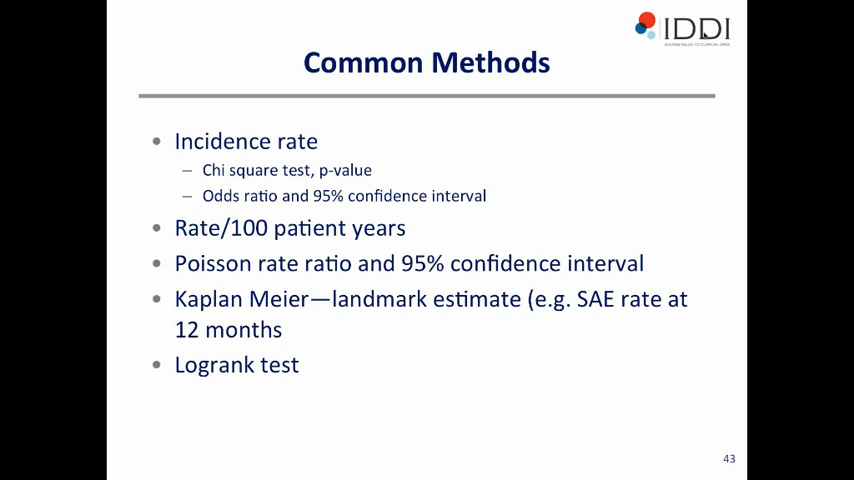 IDDI
Common Methods
• Incidence rate
– Chi square test, p-value
– Odds ratio and 95% confidence interval
• Rate/100 patient years
• Poisson rate ratio and 95% confidence interval
• Kaplan Meier—landmark estimate (e.g. SAE rate at
12 months
• Logrank test
43